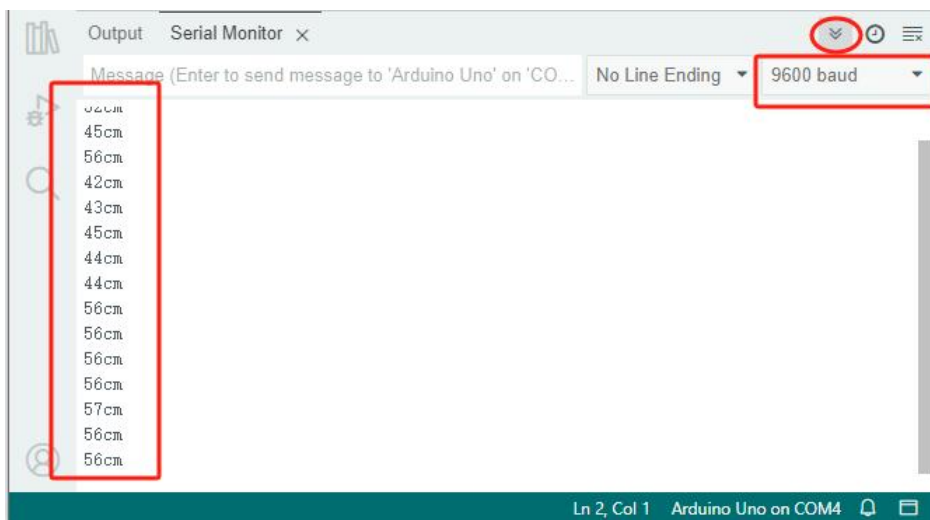 Output Serial Monitor
Message (Enter to send message to 'Arduino Uno' on 'CO... No Line Ending 9600 baud
45cm
56cm
42cm
43cm
45cm
44cm
44cm
56cm
56cm
56cm
56cm
57cm
56cm
56cm
Ln 2, Col 1 Arduino Uno on COM4